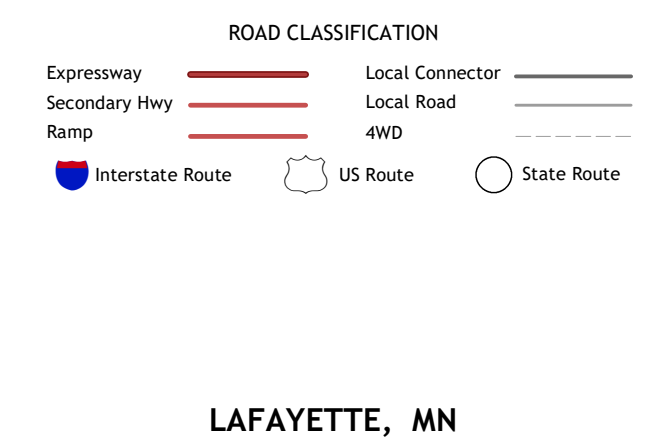 ROAD CLASSIFICATION
Expressway
Secondary Hwy
Ramp
Local Connector
Local Road
4WD
Interstate Route
US Route
State Route
LAFAYETTE, MN